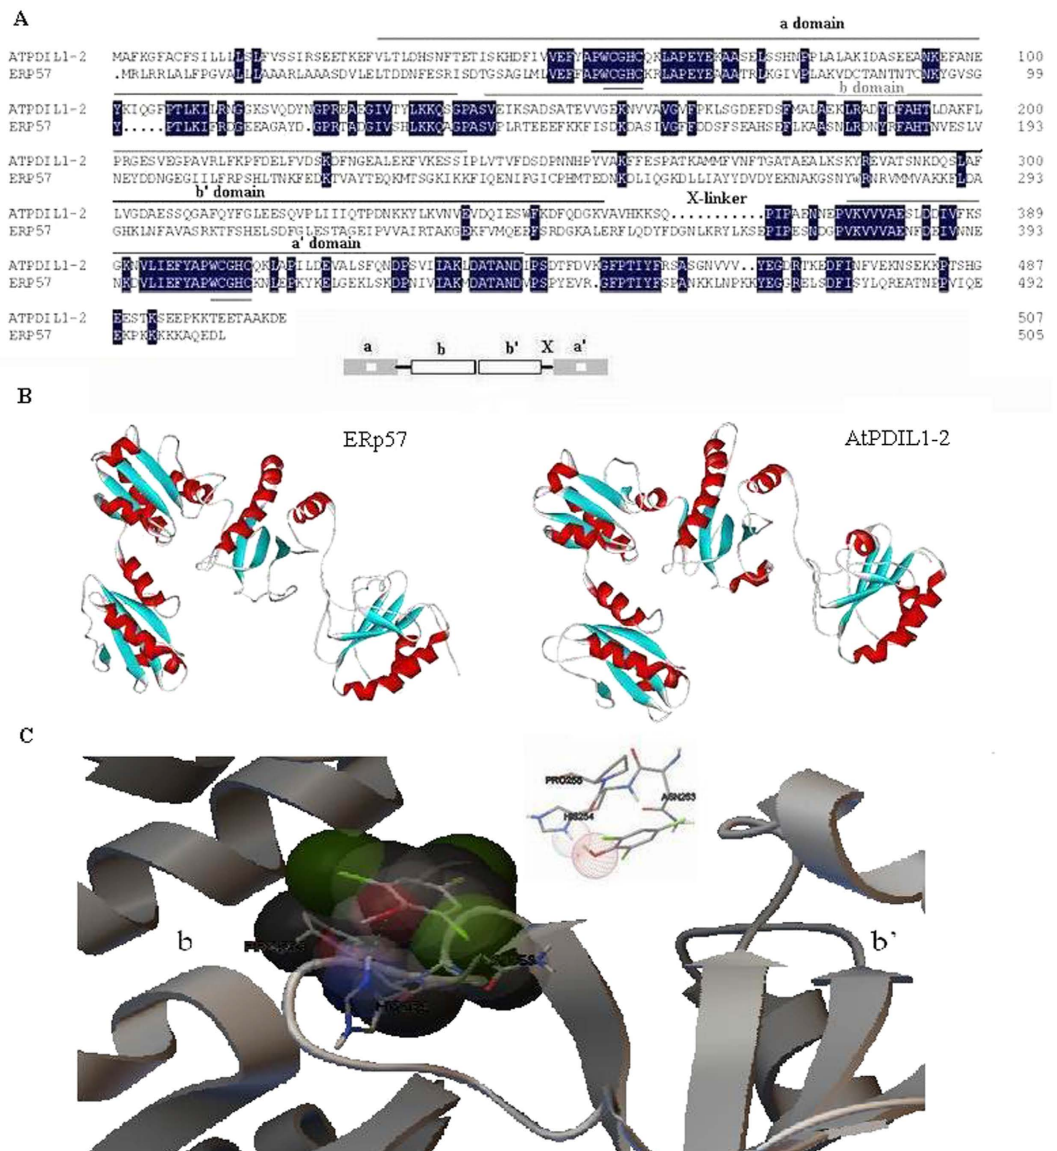 A
a domain
ATPDIL1-2 MAFKGFACFSILLLLSLFVSSIRSEETKEFVLTLDHSNFTETISKHDFIVVEFYAPWCGHCQKLAPEYEKAASELSSHNPPLALAKIDASEEANKEFANE 100
ERP57 .MRLRRLALFPGVALLLAAARLAAASDVLELTDDNFESRISDTGSAGLMLVEFFAPWCGHCKRLAPEYEAAATRLKGIVPLAKVDCTANTNTCNKYGVSG 99
b domain
ATPDIL1-2 YKIQGFPTLKILRNGGKSVQDYNGPREAEGIVTYLKKQSGPASVEIKSADSATEVVGEKNVVAVGVFPKLSGDEFDSFMALAEKLRADYDFAHTLDAKFL 200
ERP57 Y.....PTLKIFRDGEEAGAYD.GPRTADGIVSHLKKQAGPASVPLRTEEEFKKFISDKDASIVGFFDDSFSEAHSEFLKAASNLRDNYRFAHTNVESLV 193
ATPDIL1-2 PRGESVEGPAVRLFKPFDELFVDSKDFNGEALEKFVKESSIPLVTVFDSDPNNHPYVAKFFESPATKAMMFVNFTGATAEALKSKYREVATSNKDQSLAF 300
ERP57 NEYDDNGEGIILFRPSHLTNKFEDKTVAYTEQKMTSGKIKKFIQENIFGICPHMTEDNKDLIQGKDLLIAYYDVDYEKNAKGSNYWRNRVMMVAKKFLDA 293
b' domain X-linker
ATPDIL1-2 LVGDAESSQGAFQYFGLEESQVPLIIIQTPDNKKYLKVNVEVDQIESWFKDFQDGKVAVHKKSQ...........PIPAENNEPVKVVVAESLDDIVFKS 389
ERP57 GHKLNFAVASRKTFSHELSDFGLESTAGEIPVVAIRTAKGEKFVMQEEFSRDGKALERFLQDYFDGNLKRYLKSEPIPESNDGPVKVVVAENFDEIVNNE 393
a' domain
ATPDIL1-2 GKNVLIEFYAPWCGHCQKLAPILDEVALSFQNDPSVIIAKLDATANDIPSDTFDVKGFPTIYFRSASGNVVV..YEGDRTKEDFINFVEKNSEKKPTSHG 487
ERP57 NKDVLIEFYAPWCGHCKNLEPKYKELGEKLSKDPNIVIAKMDATANDVPSPYEVR.GFPTIYFSPANKKLNPKKYEGGRELSDFISYLQREATNPPVIQE 492
ATPDIL1-2 EESTKSEEPKKTEETAAKDE 507
ERP57 EKPKKKKKAQEDL 505
a b b' X a'
B
ERp57
AtPDIL1-2
C
PRO255
ASN253
HIS254
b
b'